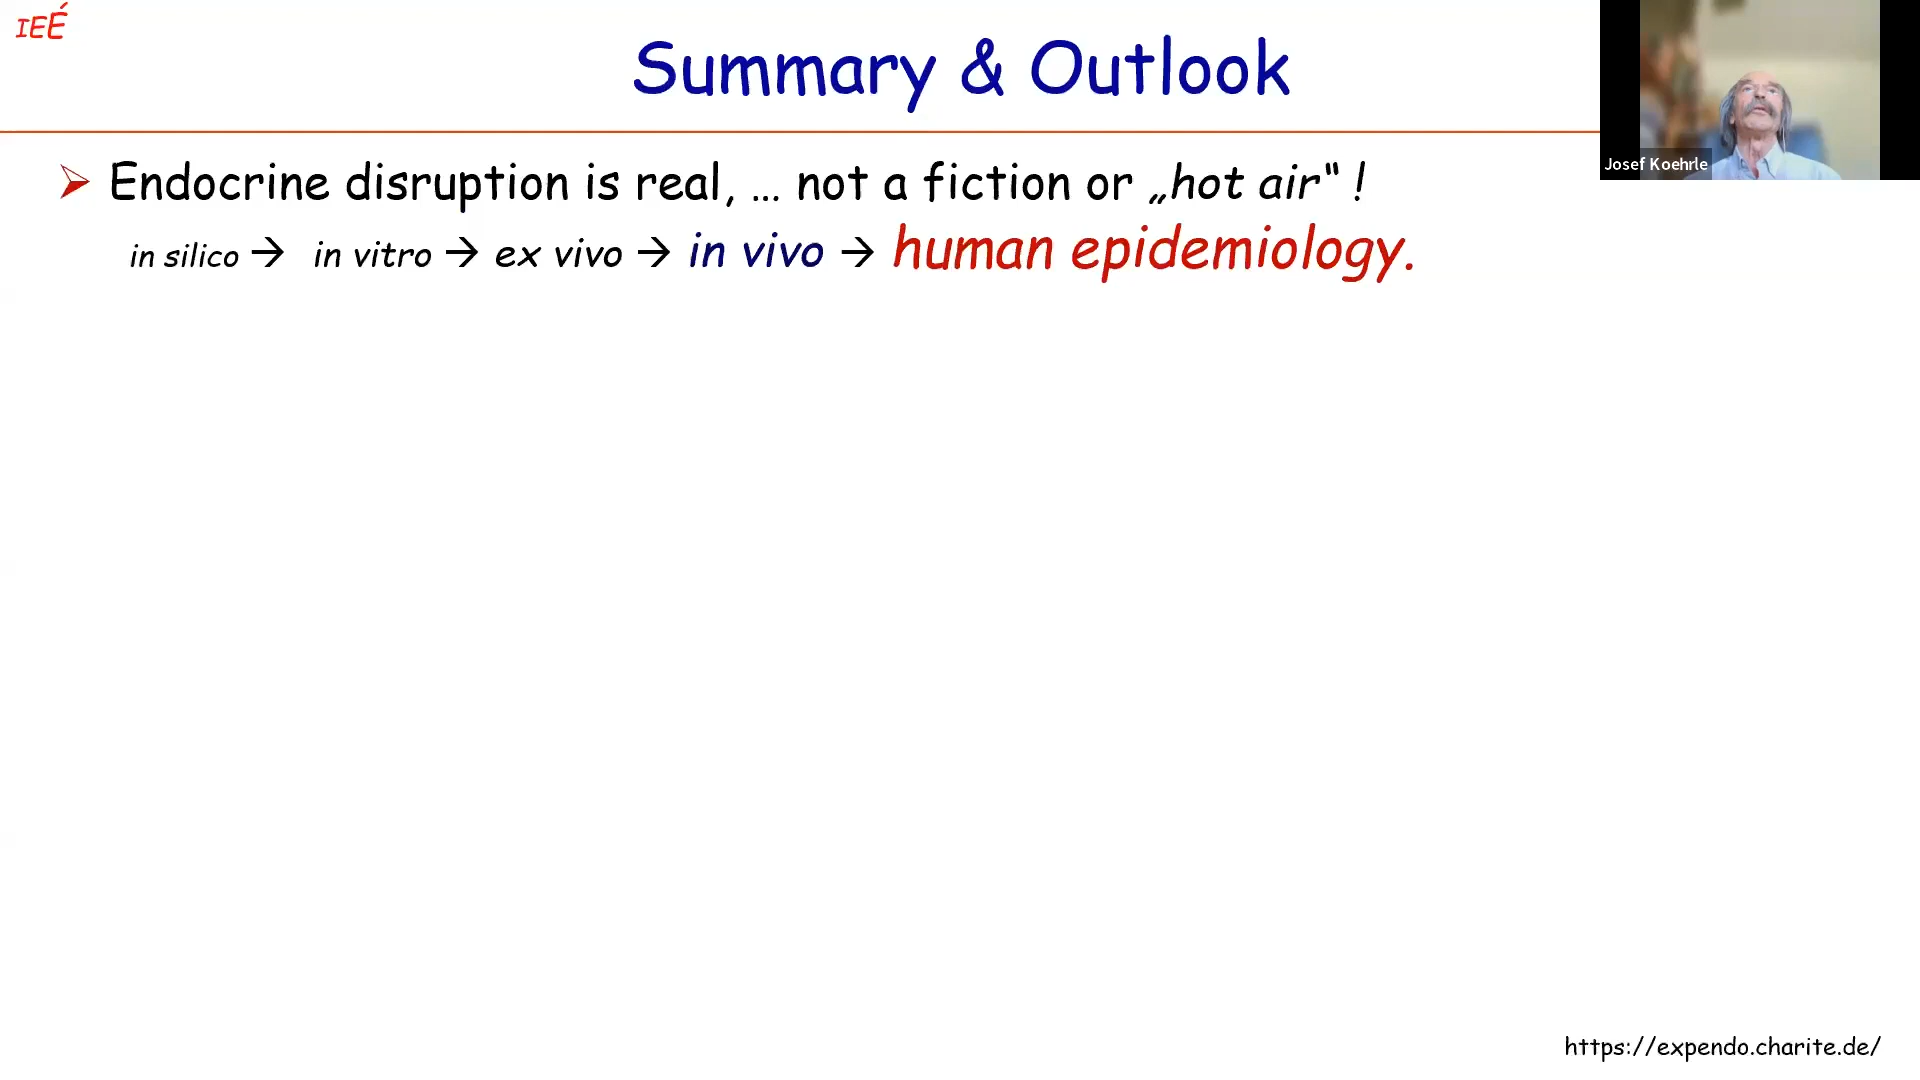 IEÉ
Summary & Outlook
Josef Koehrle
➢ Endocrine disruption is real, … not a fiction or „hot air“ !
in silico → in vitro → ex vivo → in vivo → human epidemiology.
https://expendo.charite.de/